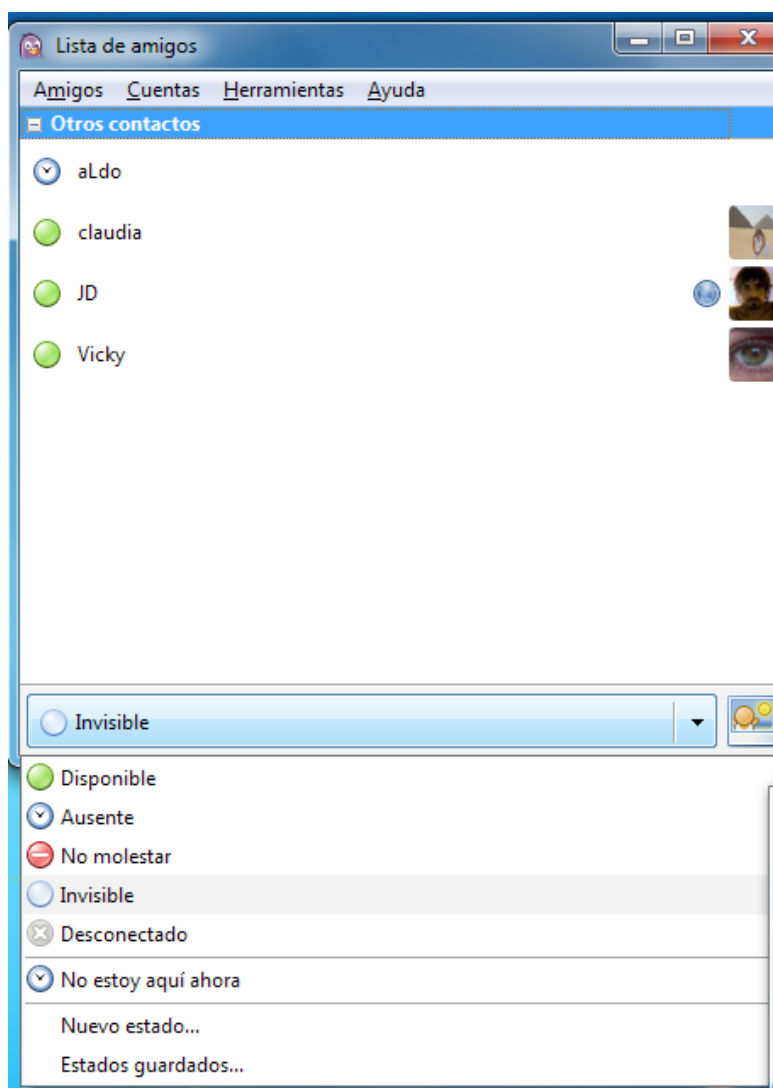 Lista de amigos
Amigos Cuentas Herramientas Ayuda
Otros contactos
aLdo
claudia
JD
Vicky
Invisible
Disponible
Ausente
No molestar
Invisible
Desconectado
No estoy aquí ahora
Nuevo estado...
Estados guardados...